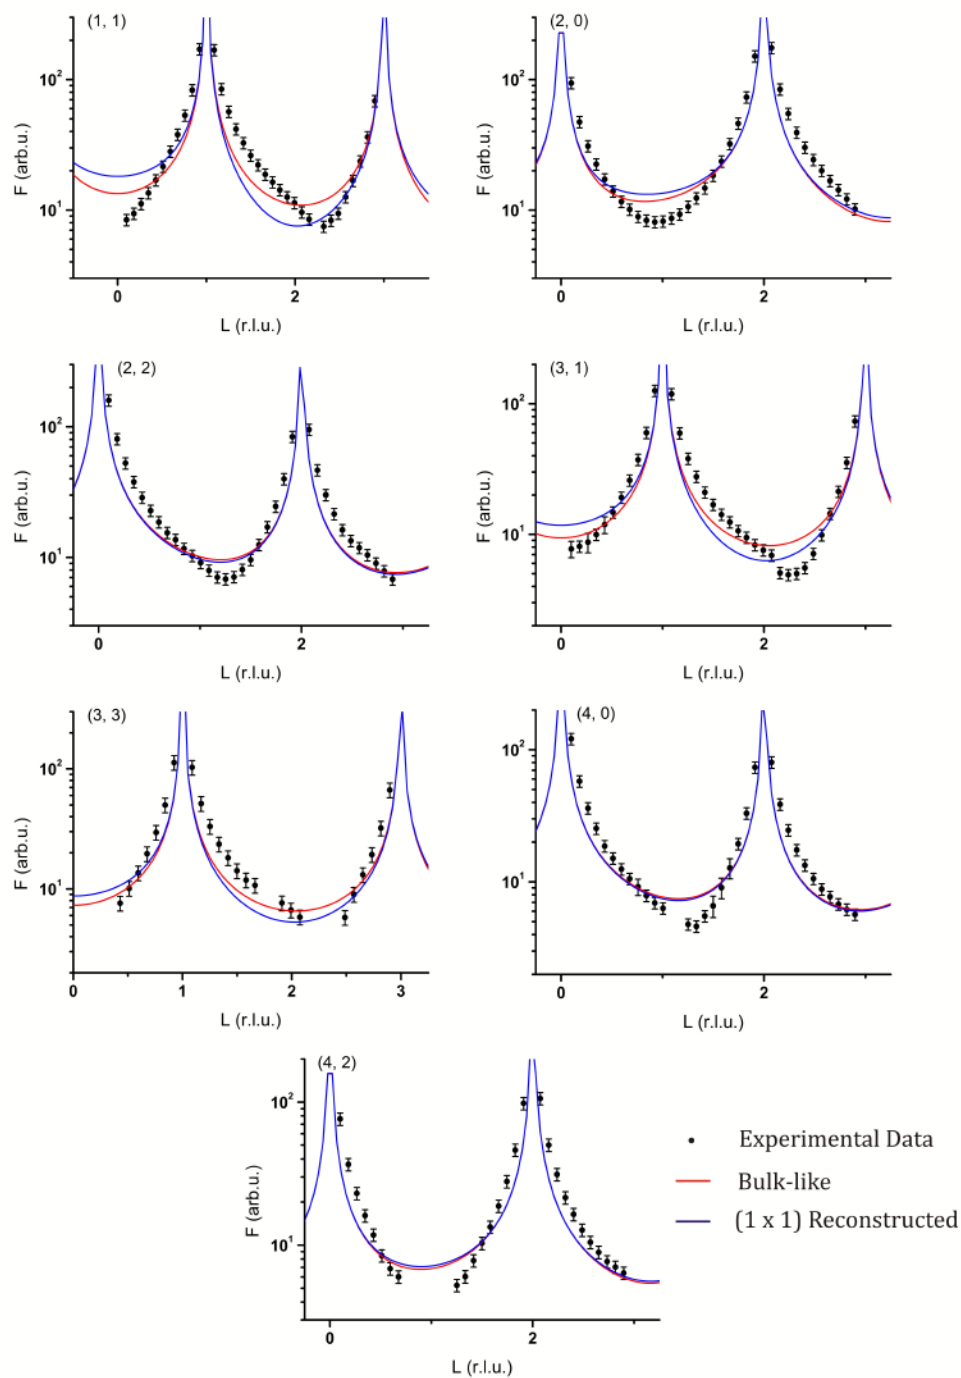 (1, 1)
10²
10¹
F (arb.u.)
0
2
L (r.l.u.)
(2, 0)
10²
10¹
F (arb.u.)
0
2
L (r.l.u.)
(2, 2)
10²
10¹
F (arb.u.)
0
2
L (r.l.u.)
(3, 1)
10²
10¹
F (arb.u.)
0
2
L (r.l.u.)
(3, 3)
10²
10¹
F (arb.u.)
0
1
2
3
L (r.l.u.)
(4, 0)
10²
10¹
F (arb.u.)
0
2
L (r.l.u.)
(4, 2)
10²
10¹
F (arb.u.)
0
2
L (r.l.u.)
Experimental Data
Bulk-like
(1 x 1) Reconstructed